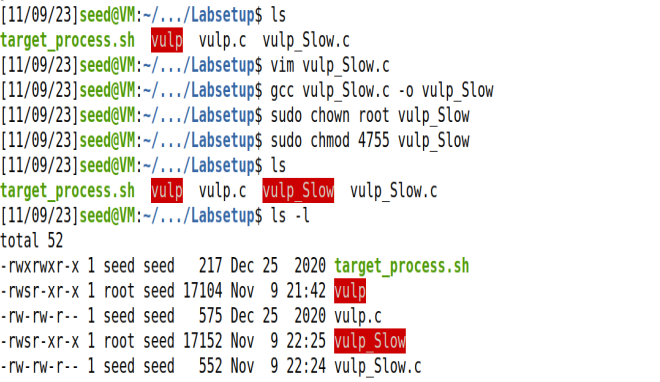 [11/09/23]seed@VM:~/.../Labsetup$ ls
target_process.sh  vulp  vulp.c  vulp_Slow.c
[11/09/23]seed@VM:~/.../Labsetup$ vim vulp_Slow.c
[11/09/23]seed@VM:~/.../Labsetup$ gcc vulp_Slow.c -o vulp_Slow
[11/09/23]seed@VM:~/.../Labsetup$ sudo chown root vulp_Slow
[11/09/23]seed@VM:~/.../Labsetup$ sudo chmod 4755 vulp_Slow
[11/09/23]seed@VM:~/.../Labsetup$ ls
target_process.sh  vulp  vulp.c  vulp_Slow  vulp_Slow.c
[11/09/23]seed@VM:~/.../Labsetup$ ls -l
total 52
-rwxrwxr-x 1 seed seed   217 Dec 25  2020 target_process.sh
-rwsr-xr-x 1 root seed 17104 Nov  9 21:42 vulp
-rw-rw-r-- 1 seed seed   575 Dec 25  2020 vulp.c
-rwsr-xr-x 1 root seed 17152 Nov  9 22:25 vulp_Slow
-rw-rw-r-- 1 seed seed   552 Nov  9 22:24 vulp_Slow.c